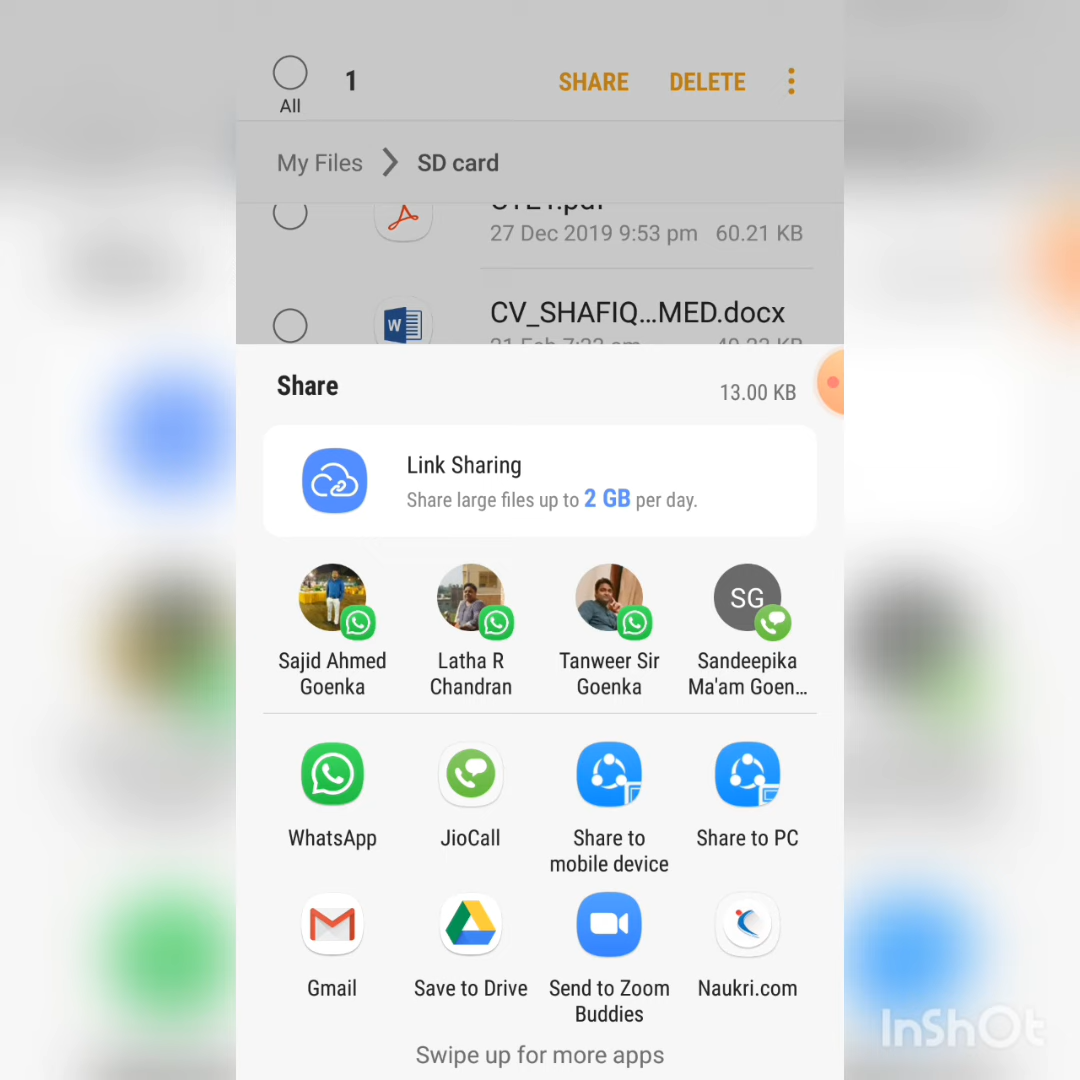 1 SHARE DELETE
All
My Files SD card
27 Dec 2019 9:53 pm 60.21 KB
CV_SHAFIQ...MED.docx
Share 13.00 KB
Link Sharing
Share large files up to 2 GB per day.
SG
Sajid Ahmed Goenka
Latha R Chandran
Tanweer Sir Goenka
Sandeepika Ma'am Goen...
WhatsApp
JioCall
Share to mobile device
Share to PC
Gmail
Save to Drive
Send to Zoom Buddies
Naukri.com
Swipe up for more apps
InShOt